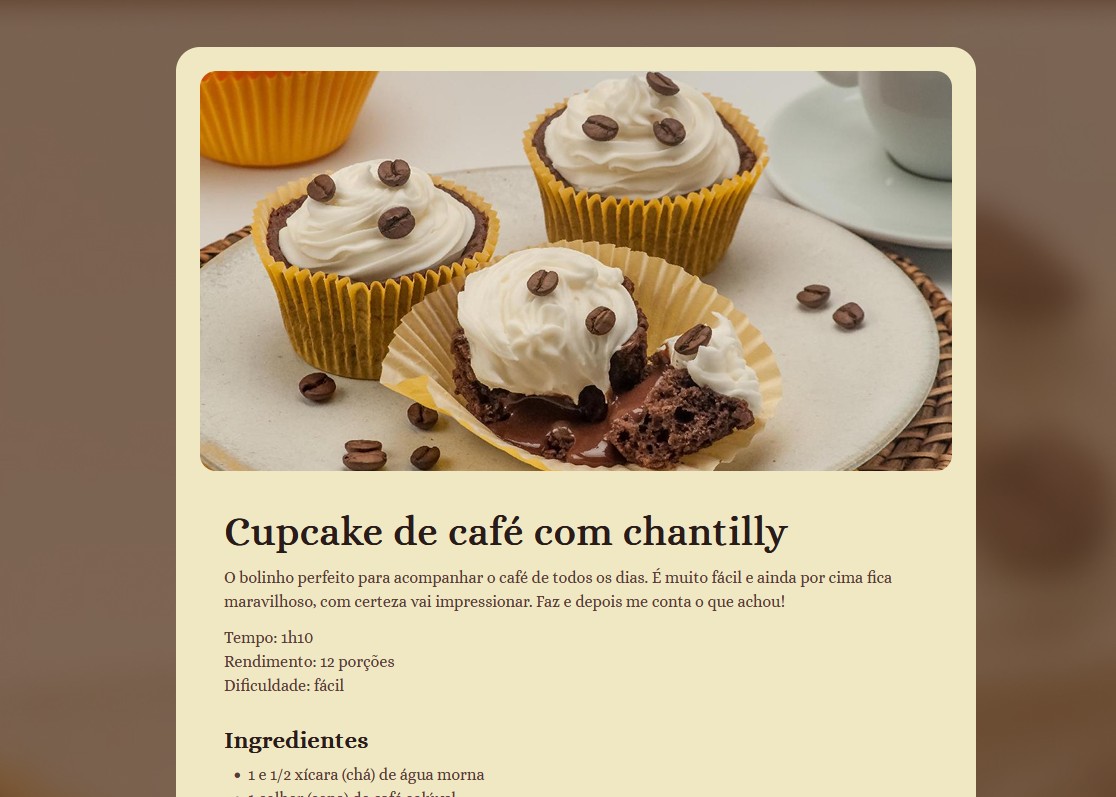 Cupcake de café com chantilly
O bolinho perfeito para acompanhar o café de todos os dias. É muito fácil e ainda por cima fica
maravilhoso, com certeza vai impressionar. Faz e depois me conta o que achou!
Tempo: 1h10
Rendimento: 12 porções
Dificuldade: fácil
Ingredientes
• 1 e 1/2 xícara (chá) de água morna